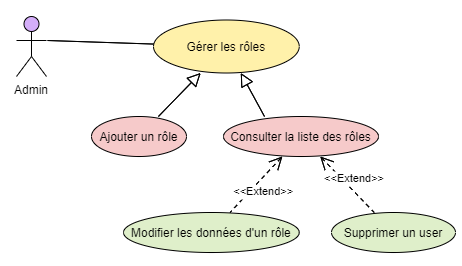 Gérer les rôles
Admin
Ajouter un rôle
Consulter la liste des rôles
<<Extend>>
<<Extend>>
Modifier les données d'un rôle
Supprimer un user